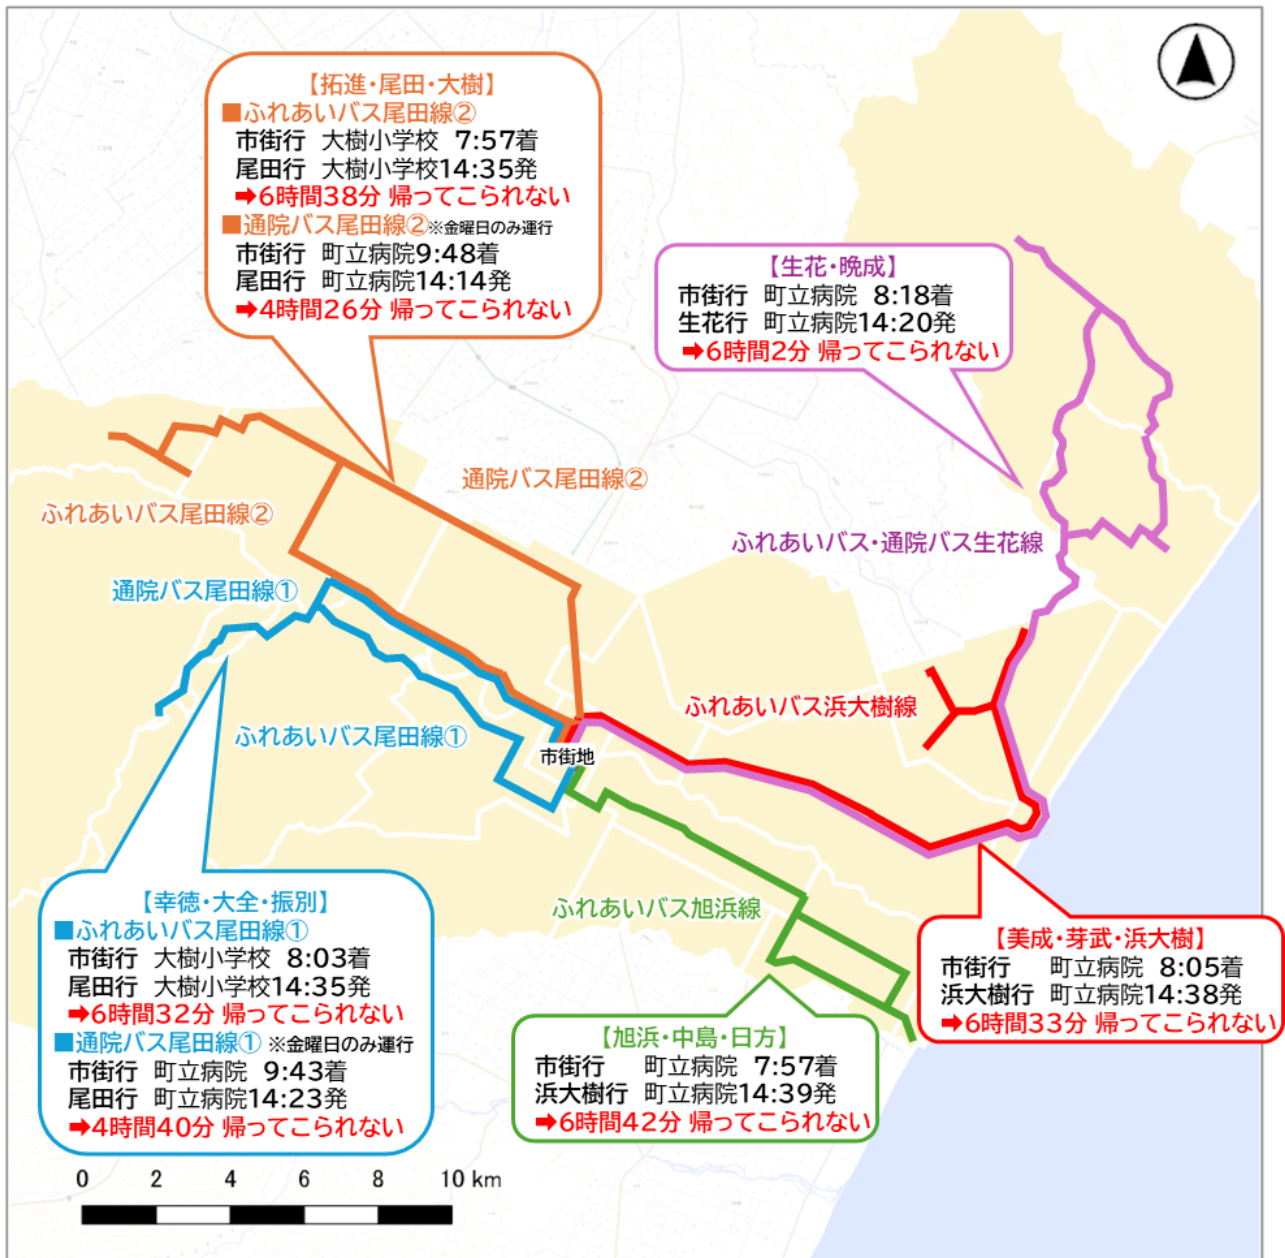 【拓進・尾田・大樹】
■ふれあいバス尾田線②
市街行 大樹小学校 7:57着
尾田行 大樹小学校14:35発
➡6時間38分 帰ってこられない
■通院バス尾田線②※金曜日のみ運行
市街行 町立病院9:48着
尾田行 町立病院14:14発
➡4時間26分 帰ってこられない
【生花・晩成】
市街行 町立病院 8:18着
生花行 町立病院14:20発
➡6時間2分 帰ってこられない
通院バス尾田線②
ふれあいバス尾田線②
ふれあいバス・通院バス生花線
通院バス尾田線①
ふれあいバス浜大樹線
ふれあいバス尾田線①
市街地
ふれあいバス旭浜線
【幸徳・大全・振別】
■ふれあいバス尾田線①
市街行 大樹小学校 8:03着
尾田行 大樹小学校14:35発
➡6時間32分 帰ってこられない
■通院バス尾田線① ※金曜日のみ運行
市街行 町立病院 9:43着
尾田行 町立病院14:23発
➡4時間40分 帰ってこられない
【美成・芽武・浜大樹】
市街行 町立病院 8:05着
浜大樹行 町立病院14:38発
➡6時間33分 帰ってこられない
【旭浜・中島・日方】
市街行 町立病院 7:57着
浜大樹行 町立病院14:39発
➡6時間42分 帰ってこられない
0 2 4 6 8 10 km